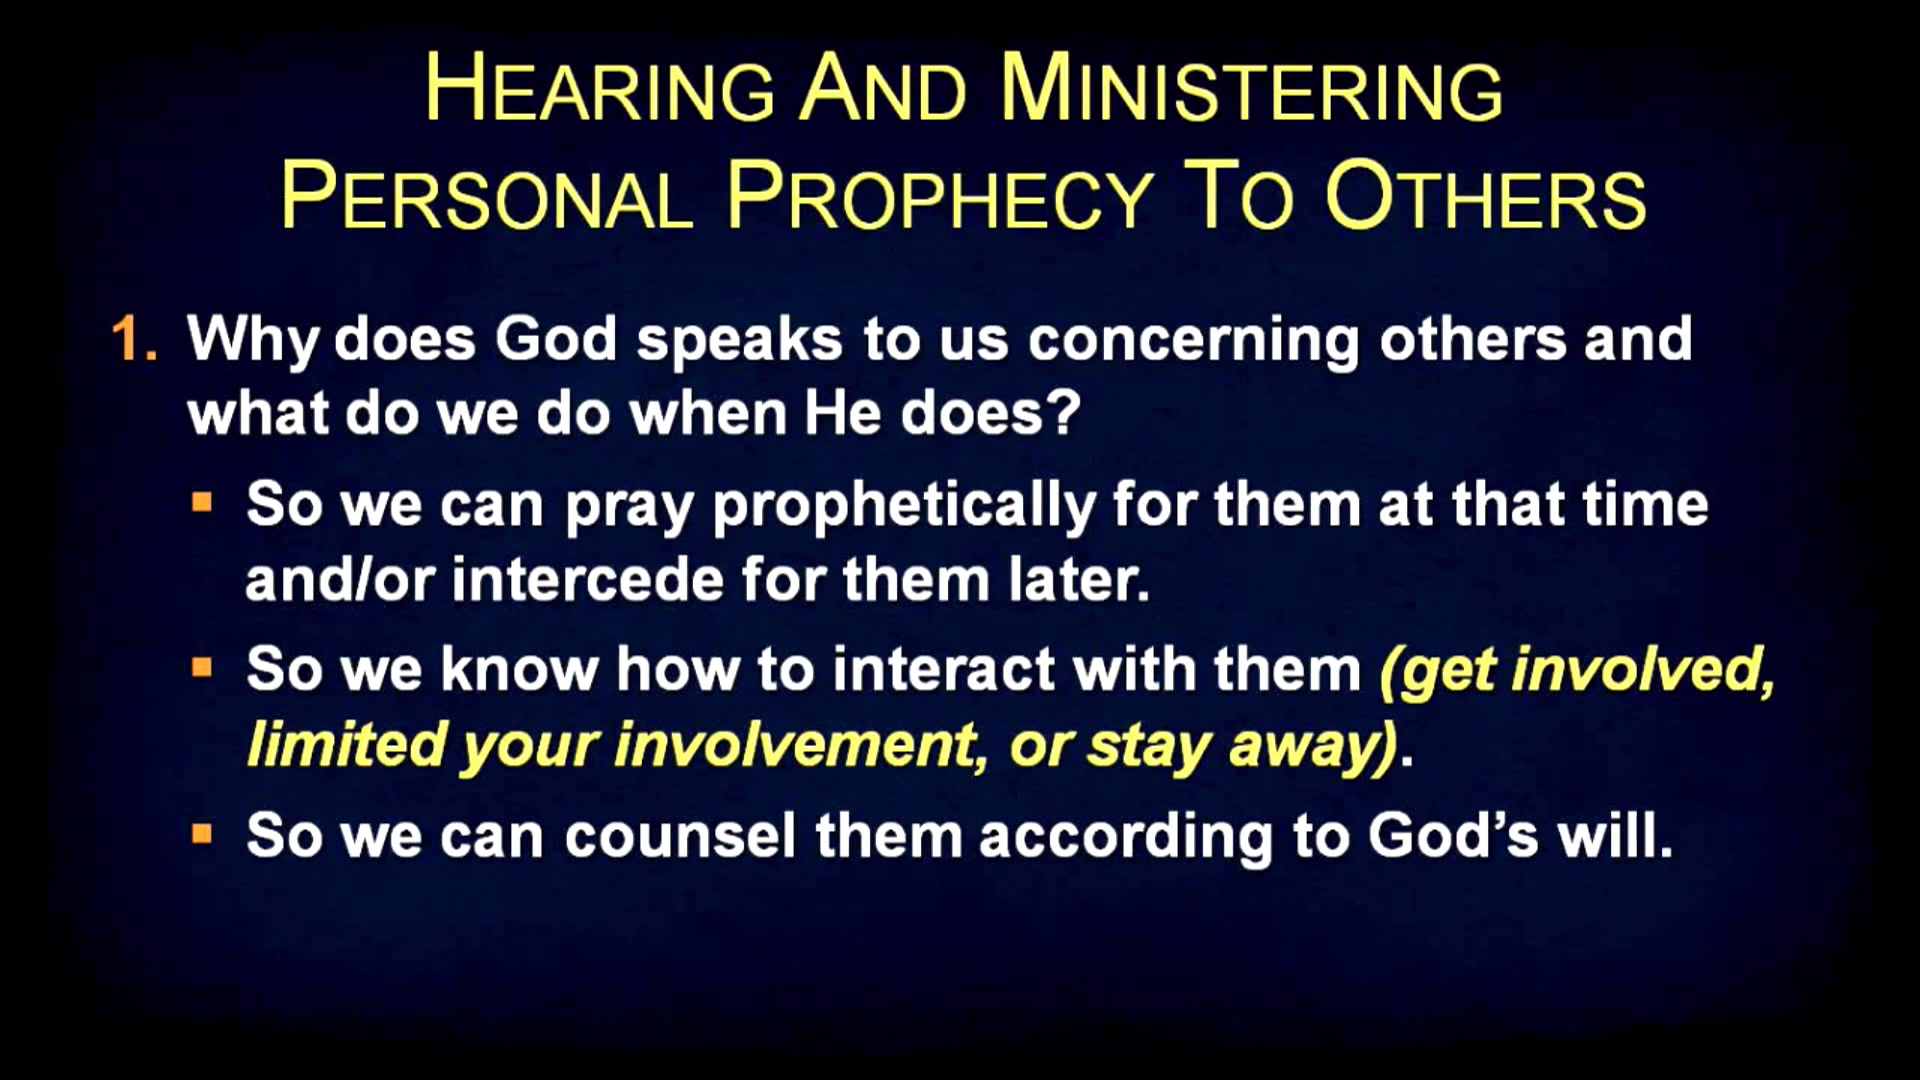 HEARING AND MINISTERING
PERSONAL PROPHECY TO OTHERS
1. Why does God speaks to us concerning others and
what do we do when He does?
▪ So we can pray prophetically for them at that time
and/or intercede for them later.
▪ So we know how to interact with them (get involved,
limited your involvement, or stay away).
▪ So we can counsel them according to God’s will.